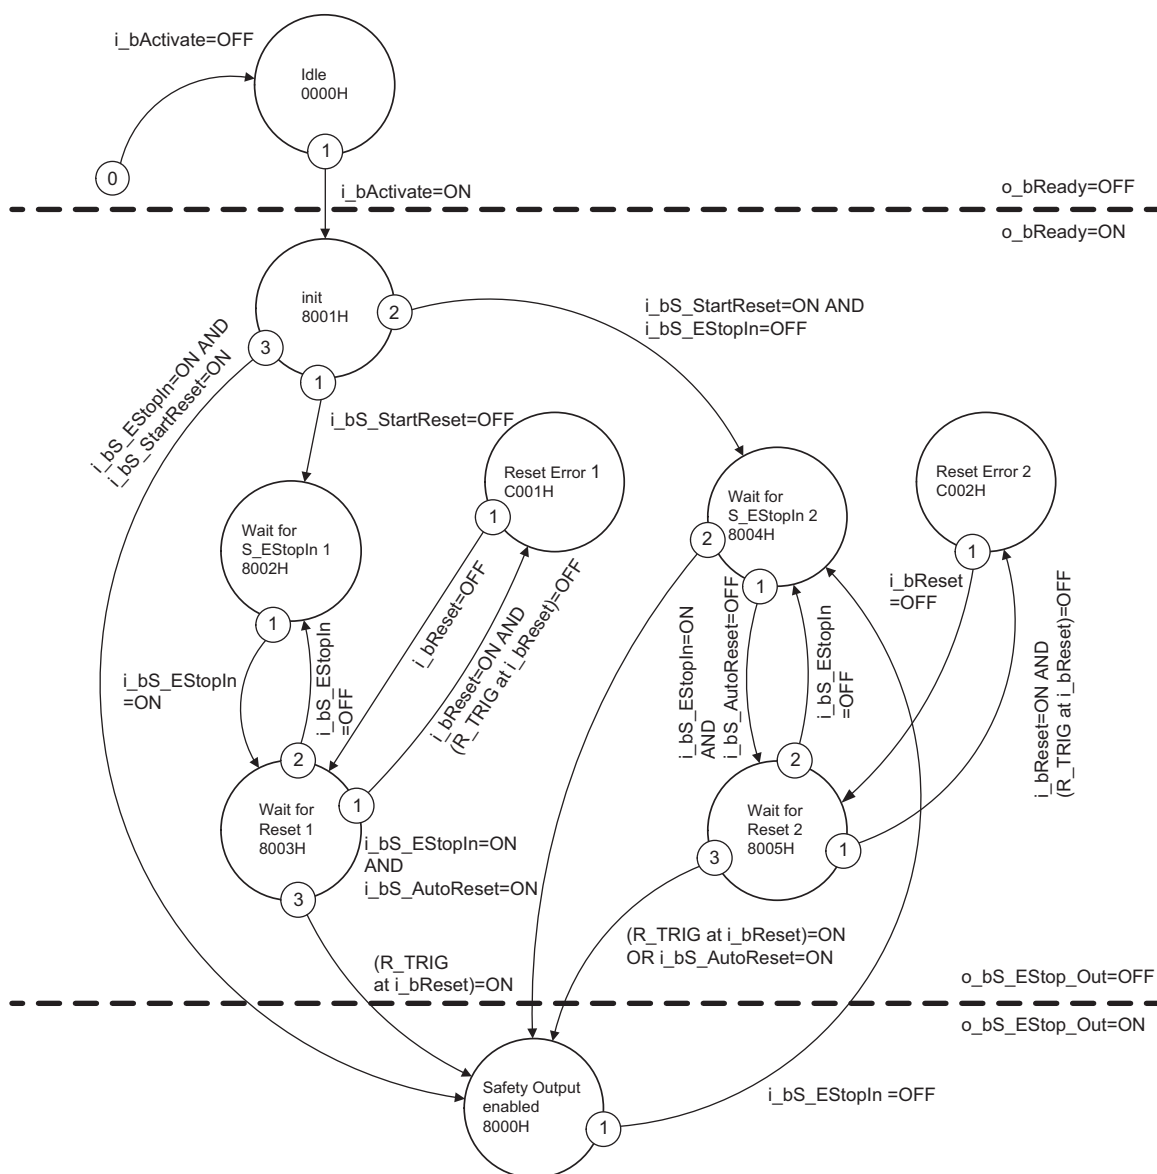 i_bActivate=OFF
Idle
0000H
1
0
i_bActivate=ON
o_bReady=OFF
o_bReady=ON
init
8001H
2
3
1
i_bS_StartReset=ON AND
i_bS_EStopIn=OFF
i_bS_EStopIn=ON AND
i_bS_StartReset=ON
i_bS_StartReset=OFF
Reset Error 1
C001H
1
Wait for
S_EStopIn 1
8002H
1
Wait for
S_EStopIn 2
8004H
2
1
Reset Error 2
C002H
1
i_bReset
=OFF
i_bReset=OFF
i_bReset=ON AND
(R_TRIG at i_bReset)=OFF
i_bS_EStopIn
=ON
i_bS_EStopIn
=OFF
i_bS_EStopIn=ON
AND
i_bS_AutoReset=OFF
i_bS_EStopIn
=OFF
i_bReset=ON AND
(R_TRIG at i_bReset)=OFF
2
1
Wait for
Reset 1
8003H
3
i_bS_EStopIn=ON
AND
i_bS_AutoReset=ON
2
Wait for
Reset 2
8005H
3
1
(R_TRIG
at i_bReset)=ON
(R_TRIG at i_bReset)=ON
OR i_bS_AutoReset=ON
o_bS_EStop_Out=OFF
o_bS_EStop_Out=ON
Safety Output
enabled
8000H
1
i_bS_EStopIn =OFF